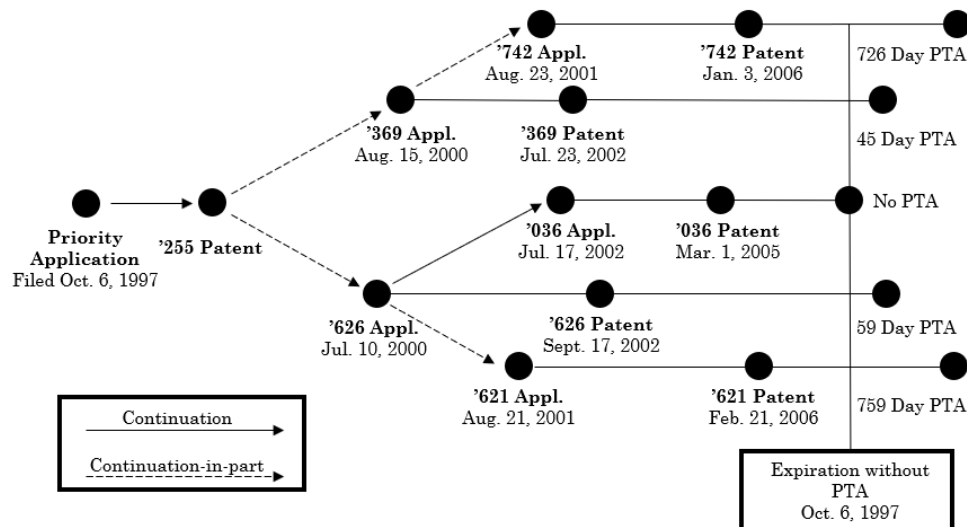 '742 Appl.
Aug. 23, 2001
'742 Patent
Jan. 3, 2006
726 Day PTA
'369 Appl.
Aug. 15, 2000
'369 Patent
Jul. 23, 2002
45 Day PTA
Priority
Application
Filed Oct. 6, 1997
'255 Patent
'036 Appl.
Jul. 17, 2002
'036 Patent
Mar. 1, 2005
No PTA
'626 Appl.
Jul. 10, 2000
'626 Patent
Sept. 17, 2002
59 Day PTA
'621 Appl.
Aug. 21, 2001
'621 Patent
Feb. 21, 2006
759 Day PTA
Continuation
Continuation-in-part
Expiration without
PTA
Oct. 6, 1997